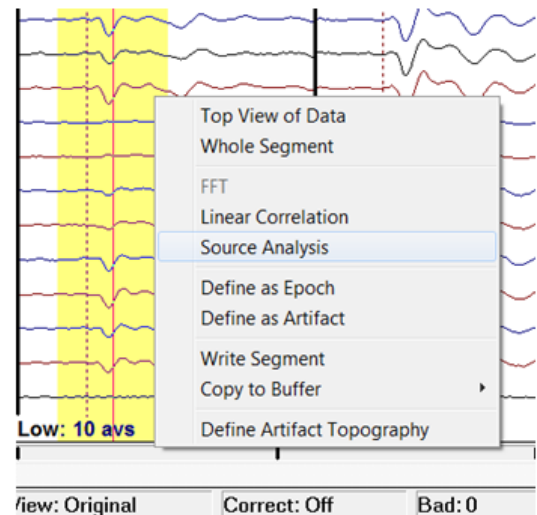 Top View of Data
Whole Segment
FFT
Linear Correlation
Source Analysis
Define as Epoch
Define as Artifact
Write Segment
Copy to Buffer
Define Artifact Topography
Low: 10 avs
View: Original Correct: Off Bad: 0